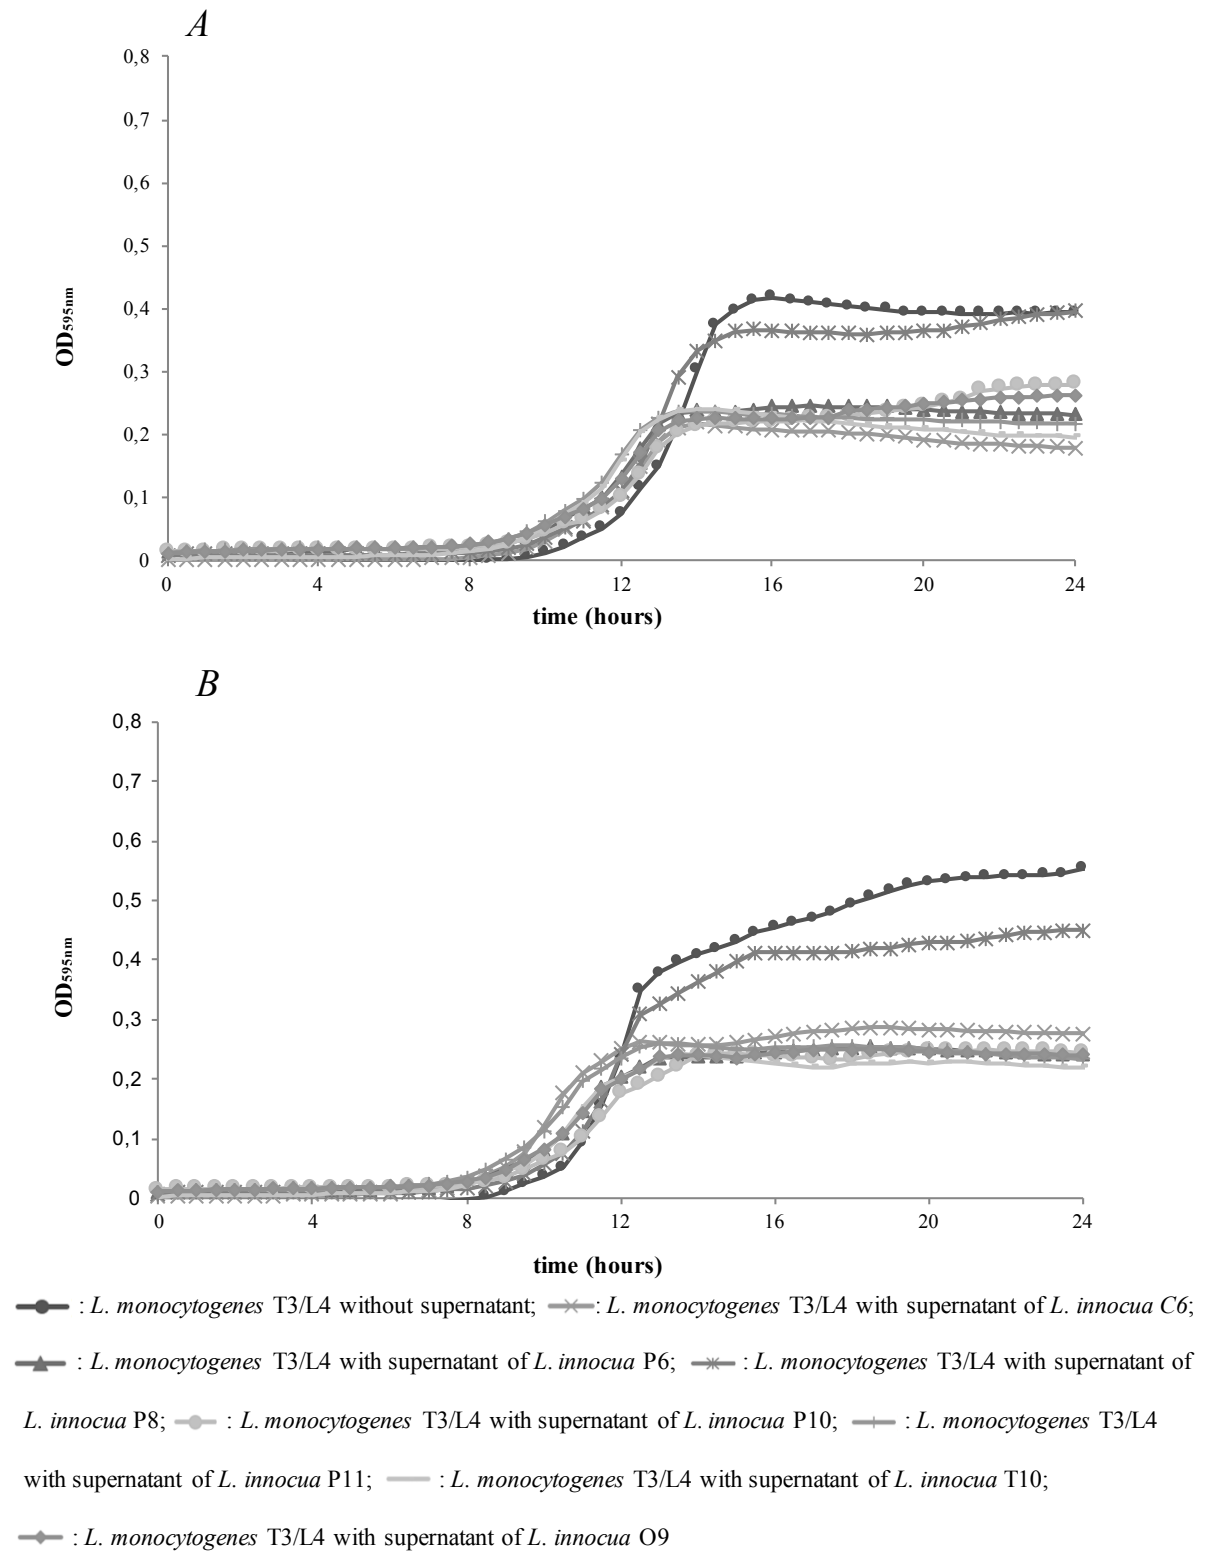 A
0,8
0,7
0,6
0,5
0,4
0,3
0,2
0,1
0
OD595nm
0 4 8 12 16 20 24
time (hours)
B
0,8
0,7
0,6
0,5
0,4
0,3
0,2
0,1
0
OD595nm
0 4 8 12 16 20 24
time (hours)
: L. monocytogenes T3/L4 without supernatant; : L. monocytogenes T3/L4 with supernatant of L. innocua C6;
: L. monocytogenes T3/L4 with supernatant of L. innocua P6; : L. monocytogenes T3/L4 with supernatant of
L. innocua P8; : L. monocytogenes T3/L4 with supernatant of L. innocua P10; : L. monocytogenes T3/L4
with supernatant of L. innocua P11; : L. monocytogenes T3/L4 with supernatant of L. innocua T10;
: L. monocytogenes T3/L4 with supernatant of L. innocua O9